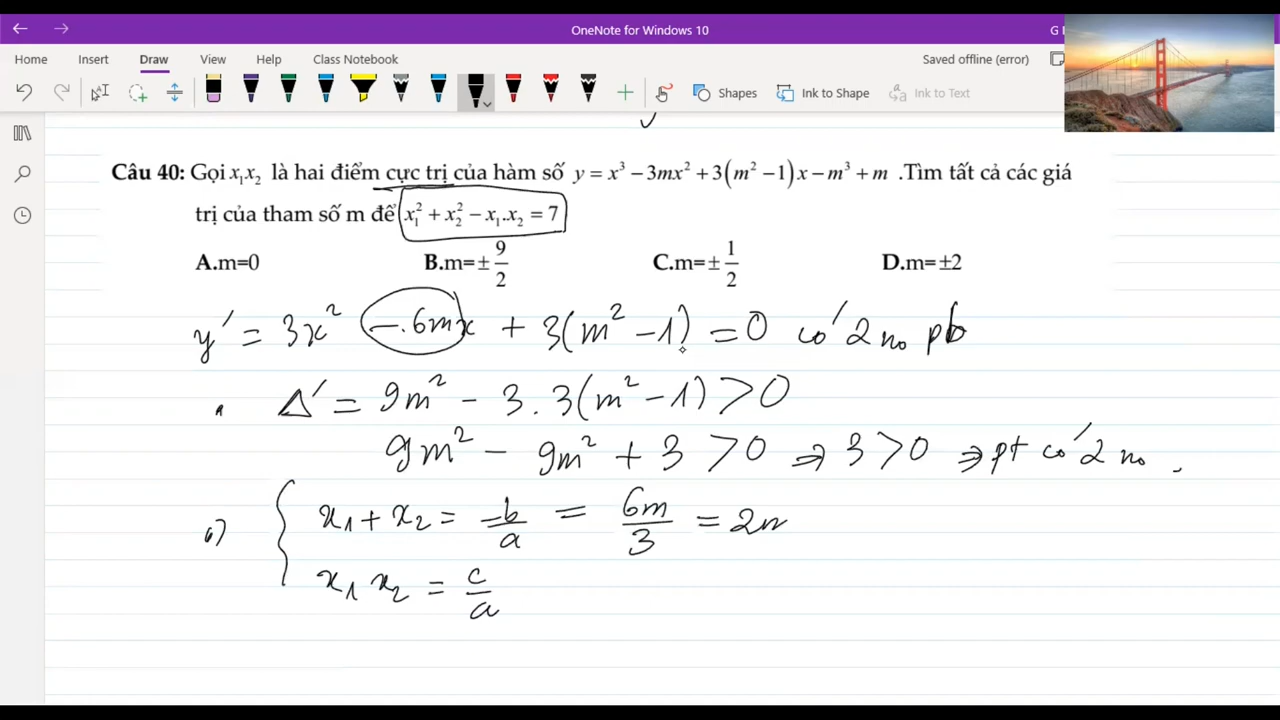 OneNote for Windows 10
G
Home Insert Draw View Help Class Notebook
Saved offline (error)
Shapes Ink to Shape Ink to Text
Câu 40: Gọi x₁x₂ là hai điểm cực trị của hàm số y = x³ − 3mx² + 3(m² − 1)x − m³ + m .Tìm tất cả các giá
trị của tham số m để x₁² + x₂² − x₁.x₂ = 7
A.m=0 B.m= ± 9/2 C.m= ± 1/2 D.m= ±2
y' = 3x² − 6mx + 3(m² − 1) = 0 có 2 no pb
Δ' = 9m² − 3 . 3(m² − 1) > 0
9m² − 9m² + 3 > 0 ⇒ 3 > 0 ⇒ pt có 2 no .
x₁ + x₂ = −b/a = 6m/3 = 2m
x₁ x₂ = c/a